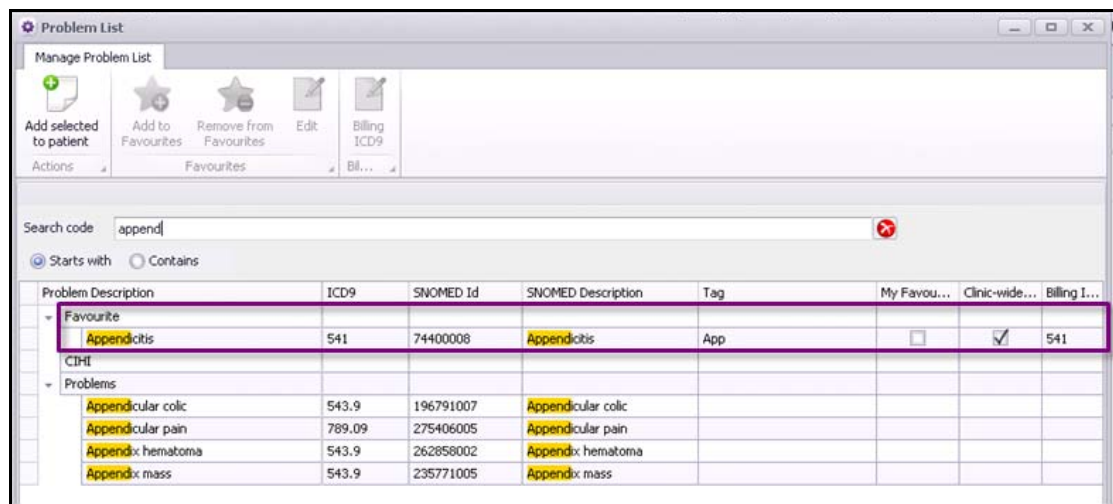 Problem List
Manage Problem List
Add selected to patient
Add to Favourites
Remove from Favourites
Edit
Billing ICD9
Actions
Favourites
Bil...
Search code append
Starts with Contains
Problem Description ICD9 SNOMED Id SNOMED Description Tag My Favou... Clinic-wide... Billing I...
Favourite
Appendicitis 541 74400008 Appendicitis App 541
CIHI
Problems
Appendicular colic 543.9 196791007 Appendicular colic
Appendicular pain 789.09 275406005 Appendicular pain
Appendix hematoma 543.9 262858002 Appendix hematoma
Appendix mass 543.9 235771005 Appendix mass